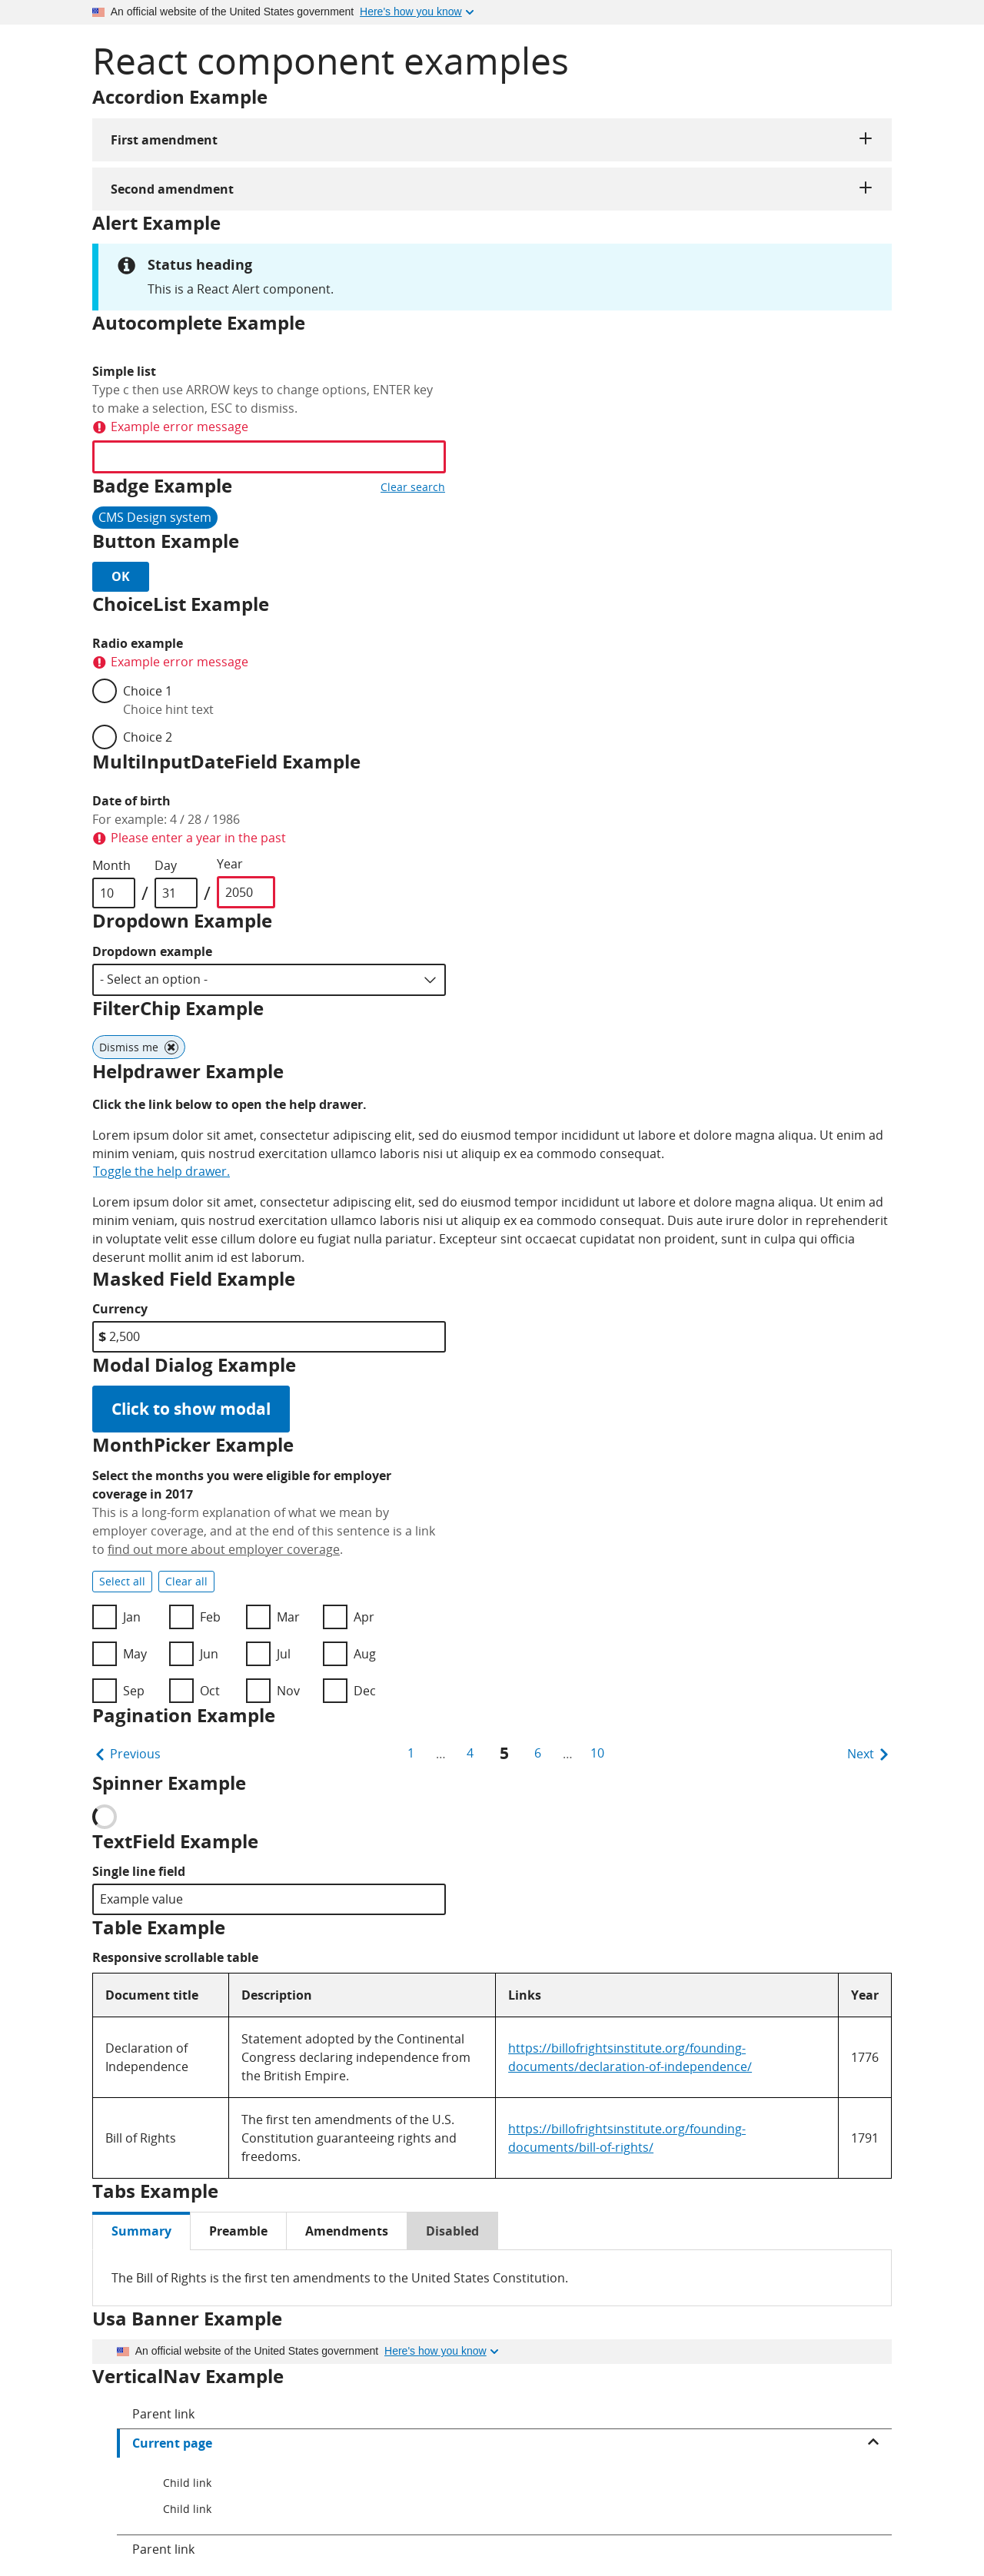 An official website of the United States government Here's how you know
React component examples
Accordion Example
First amendment
Second amendment
Alert Example
Status heading
This is a React Alert component.
Autocomplete Example
Simple list
Type c then use ARROW keys to change options, ENTER key
to make a selection, ESC to dismiss.
Example error message
Badge Example
Clear search
CMS Design system
Button Example
OK
ChoiceList Example
Radio example
Example error message
Choice 1
Choice hint text
Choice 2
MultiInputDateField Example
Date of birth
For example: 4 / 28 / 1986
Please enter a year in the past
Month Day Year
10 / 31 / 2050
Dropdown Example
Dropdown example
- Select an option -
FilterChip Example
Dismiss me
Helpdrawer Example
Click the link below to open the help drawer.
Lorem ipsum dolor sit amet, consectetur adipiscing elit, sed do eiusmod tempor incididunt ut labore et dolore magna aliqua. Ut enim ad
minim veniam, quis nostrud exercitation ullamco laboris nisi ut aliquip ex ea commodo consequat.
Toggle the help drawer.
Lorem ipsum dolor sit amet, consectetur adipiscing elit, sed do eiusmod tempor incididunt ut labore et dolore magna aliqua. Ut enim ad
minim veniam, quis nostrud exercitation ullamco laboris nisi ut aliquip ex ea commodo consequat. Duis aute irure dolor in reprehenderit
in voluptate velit esse cillum dolore eu fugiat nulla pariatur. Excepteur sint occaecat cupidatat non proident, sunt in culpa qui officia
deserunt mollit anim id est laborum.
Masked Field Example
Currency
$ 2,500
Modal Dialog Example
Click to show modal
MonthPicker Example
Select the months you were eligible for employer
coverage in 2017
This is a long-form explanation of what we mean by
employer coverage, and at the end of this sentence is a link
to find out more about employer coverage.
Select all Clear all
Jan Feb Mar Apr
May Jun Jul Aug
Sep Oct Nov Dec
Pagination Example
Previous 1 … 4 5 6 … 10 Next
Spinner Example
TextField Example
Single line field
Example value
Table Example
Responsive scrollable table
Document title Description Links Year
Declaration of
Independence
Statement adopted by the Continental
Congress declaring independence from
the British Empire.
https://billofrightsinstitute.org/founding-
documents/declaration-of-independence/
1776
Bill of Rights
The first ten amendments of the U.S.
Constitution guaranteeing rights and
freedoms.
https://billofrightsinstitute.org/founding-
documents/bill-of-rights/
1791
Tabs Example
Summary Preamble Amendments Disabled
The Bill of Rights is the first ten amendments to the United States Constitution.
Usa Banner Example
An official website of the United States government Here's how you know
VerticalNav Example
Parent link
Current page
Child link
Child link
Parent link